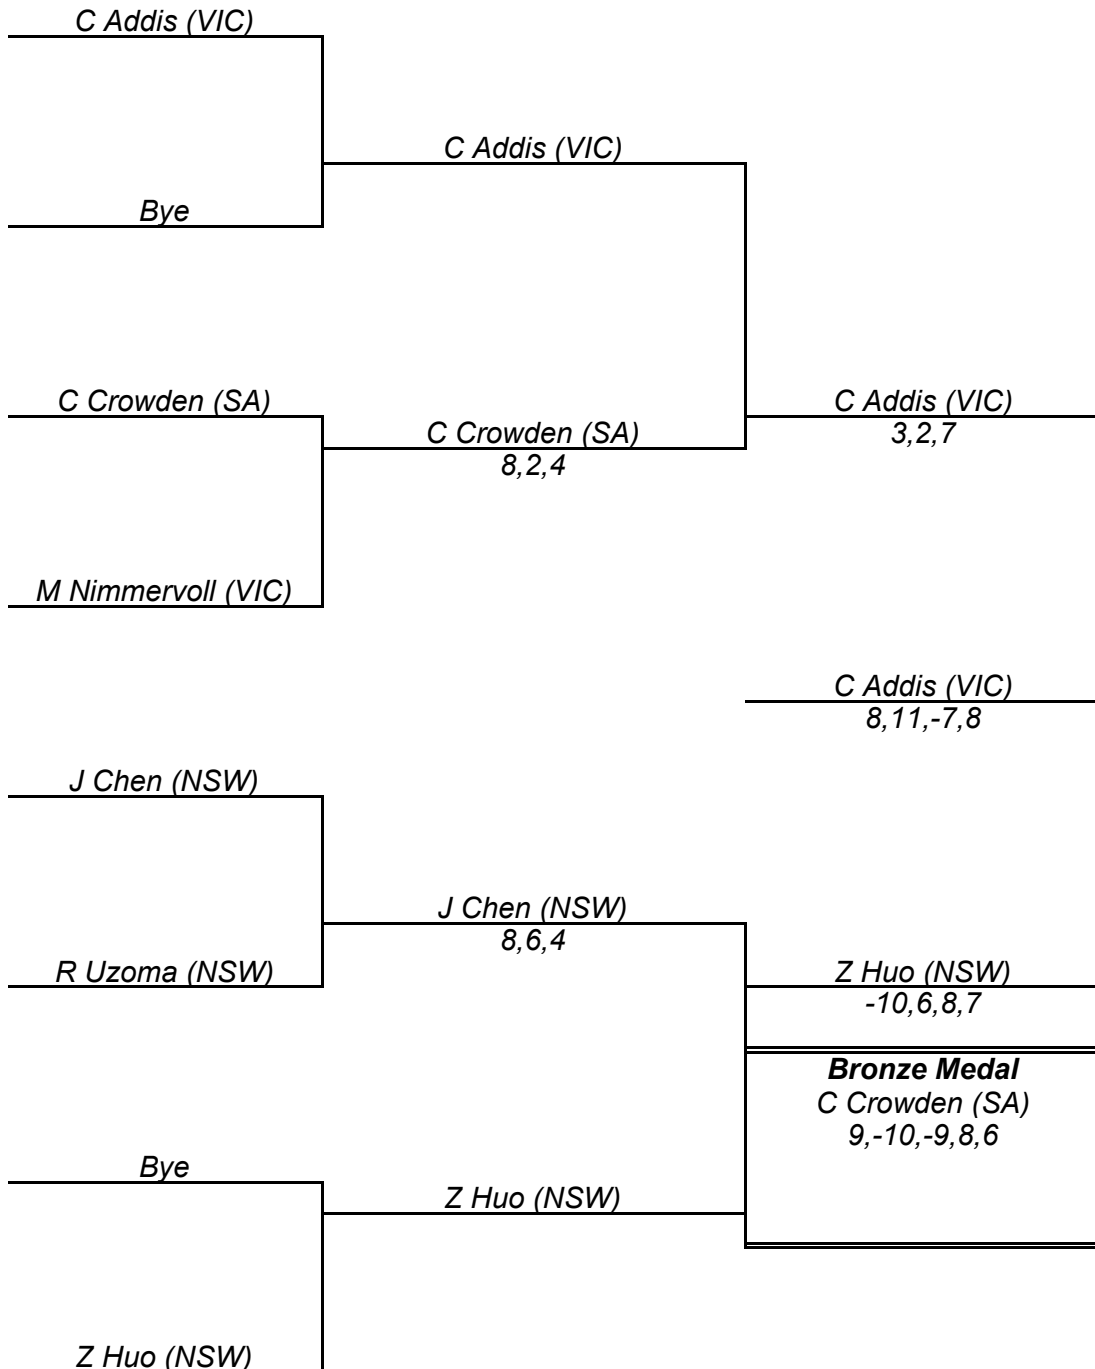 C Addis (VIC)
C Addis (VIC)
Bye
C Crowden (SA)
C Crowden (SA)
8,2,4
C Addis (VIC)
3,2,7
M Nimmervoll (VIC)
C Addis (VIC)
8,11,-7,8
J Chen (NSW)
J Chen (NSW)
8,6,4
R Uzoma (NSW)
Z Huo (NSW)
-10,6,8,7
Bronze Medal
C Crowden (SA)
9,-10,-9,8,6
Bye
Z Huo (NSW)
Z Huo (NSW)